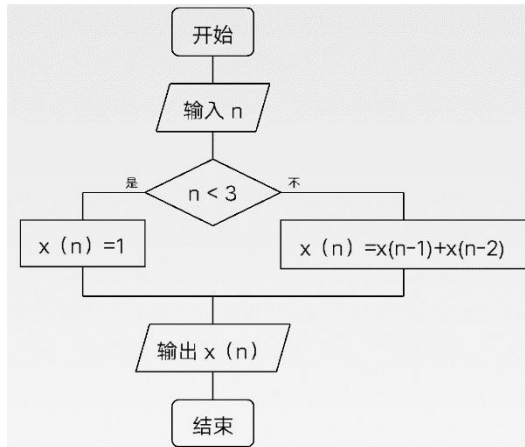 开始
输入 n
n < 3
是
不
x（n）=1
x（n）=x(n-1)+x(n-2)
输出 x（n）
结束